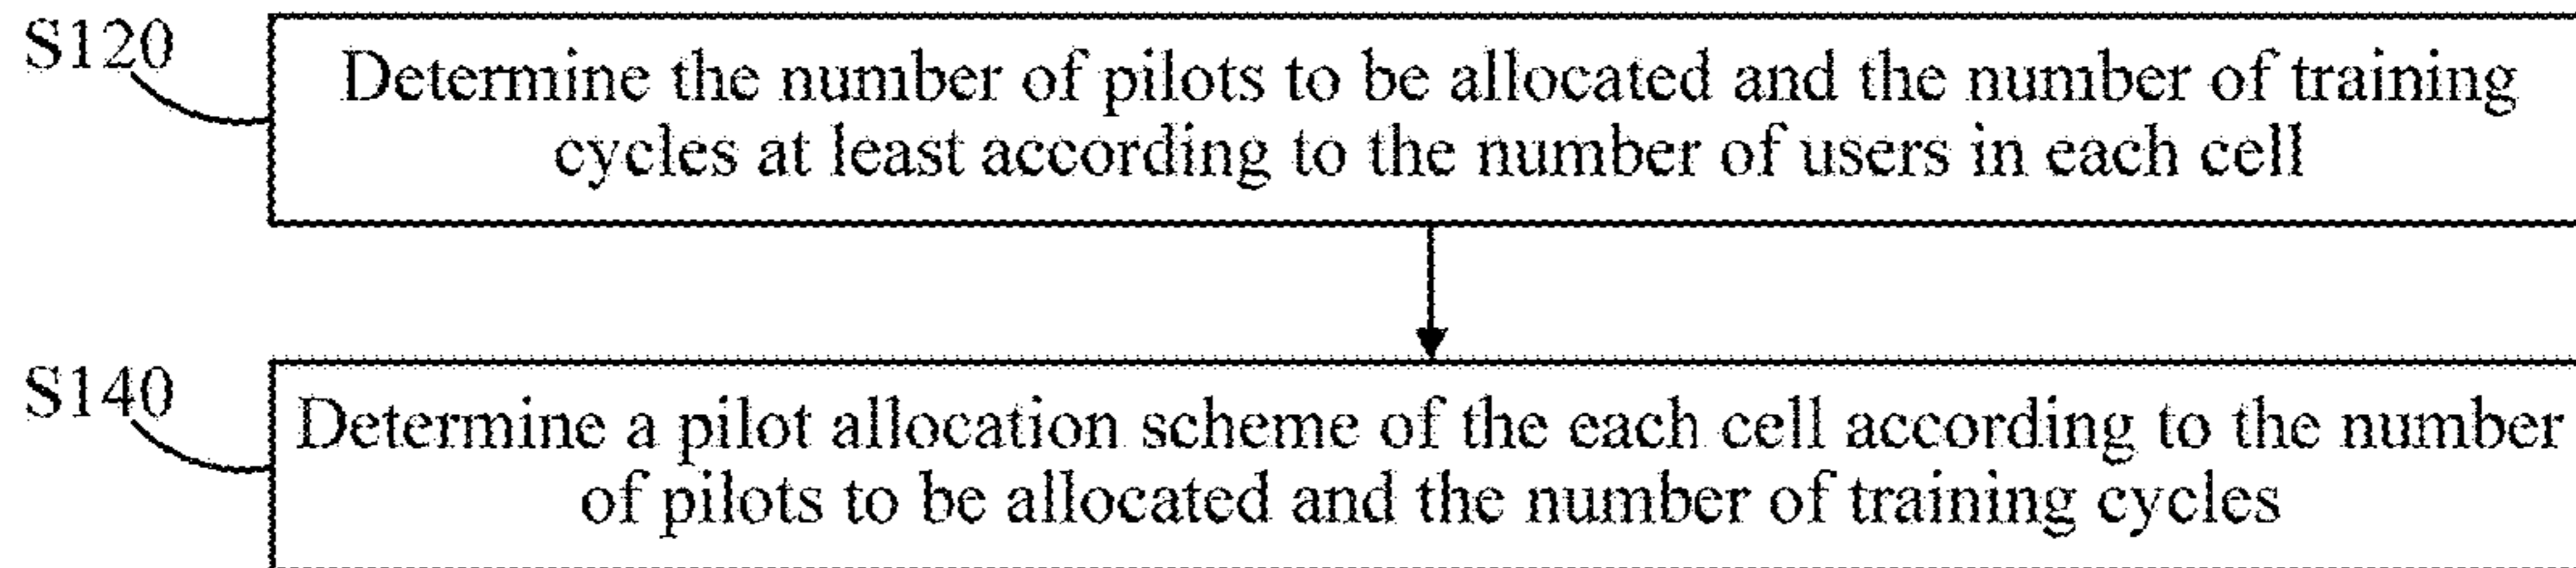 S120
Determine the number of pilots to be allocated and the number of training
cycles at least according to the number of users in each cell
S140
Determine a pilot allocation scheme of the each cell according to the number
of pilots to be allocated and the number of training cycles